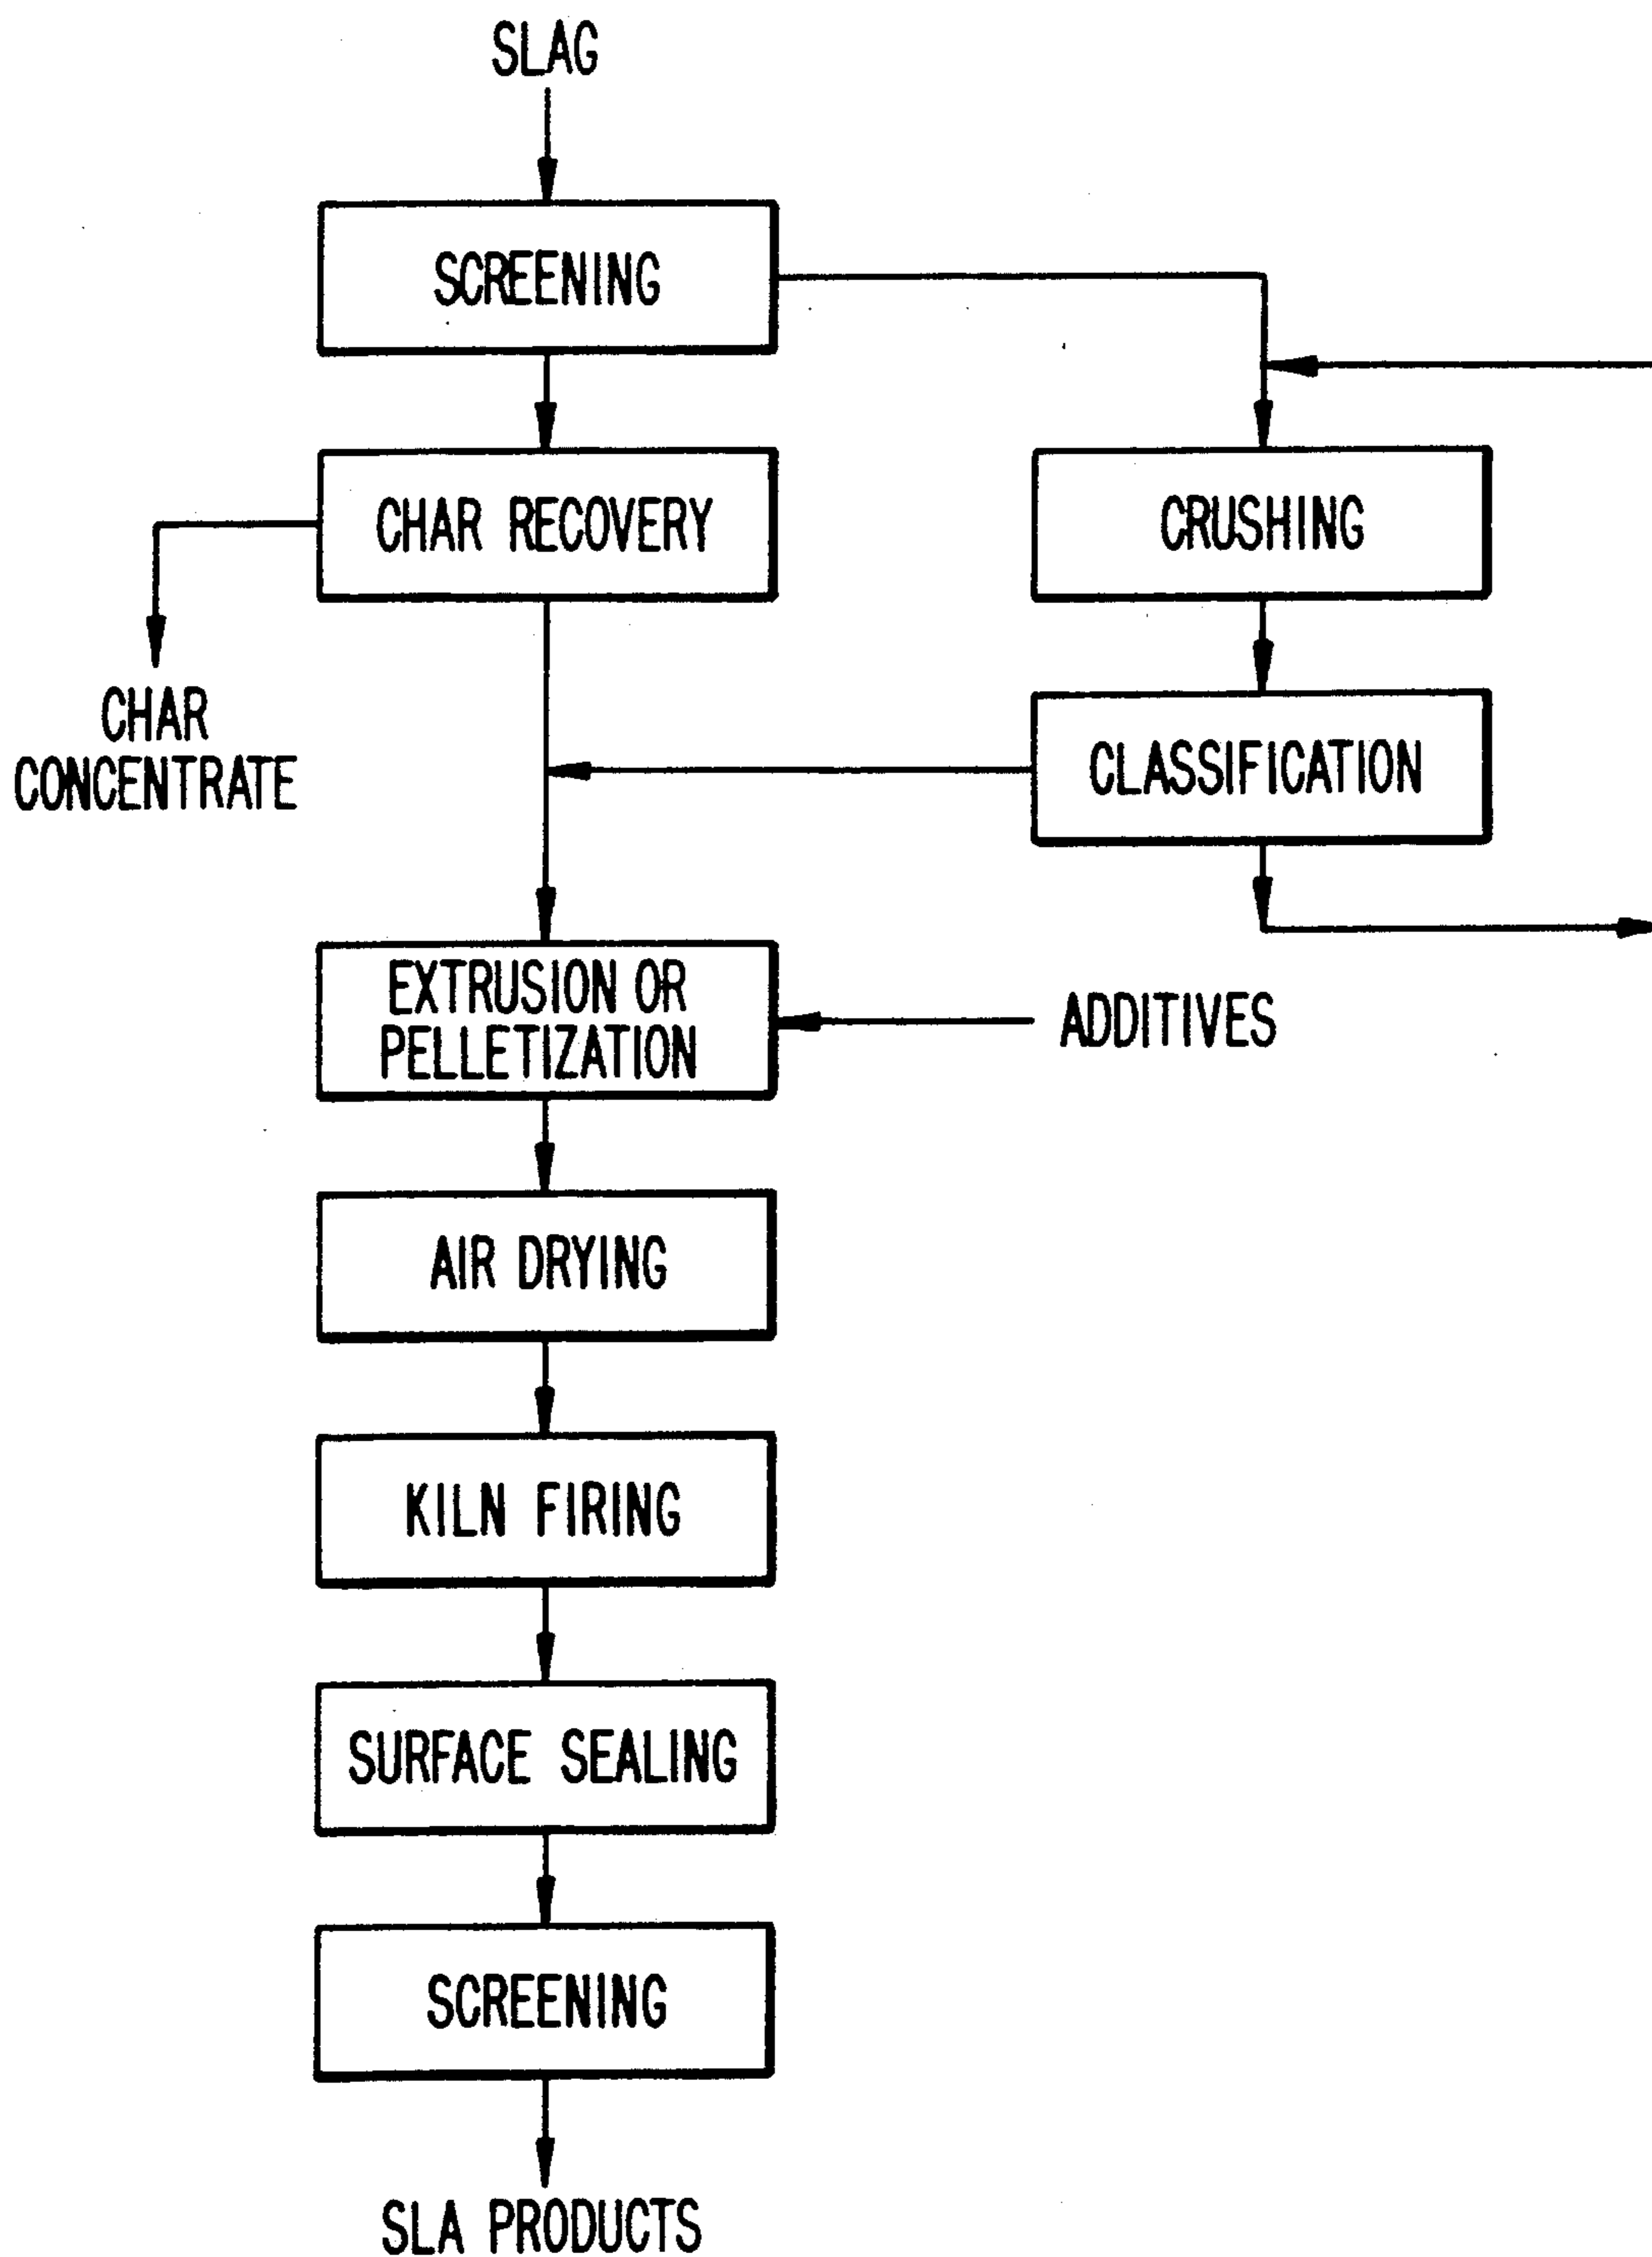 SLAG
SCREENING
CHAR RECOVERY
CRUSHING
CHAR
CONCENTRATE
CLASSIFICATION
EXTRUSION OR
PELLETIZATION
ADDITIVES
AIR DRYING
KILN FIRING
SURFACE SEALING
SCREENING
SLA PRODUCTS